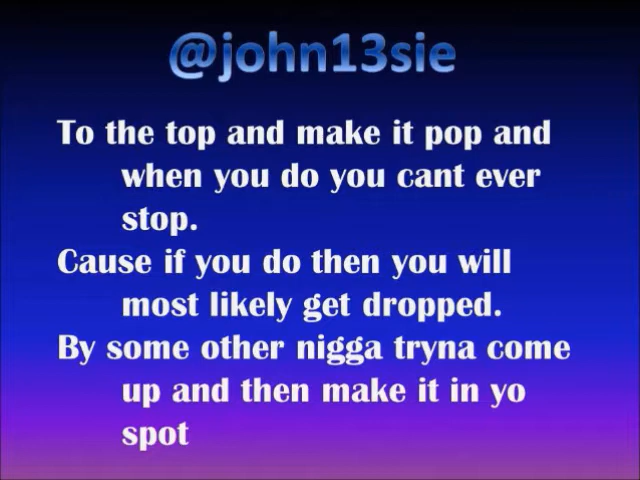 @john13sie
To the top and make it pop and
when you do you cant ever
stop.
Cause if you do then you will
most likely get dropped.
By some other nigga tryna come
up and then make it in yo
spot